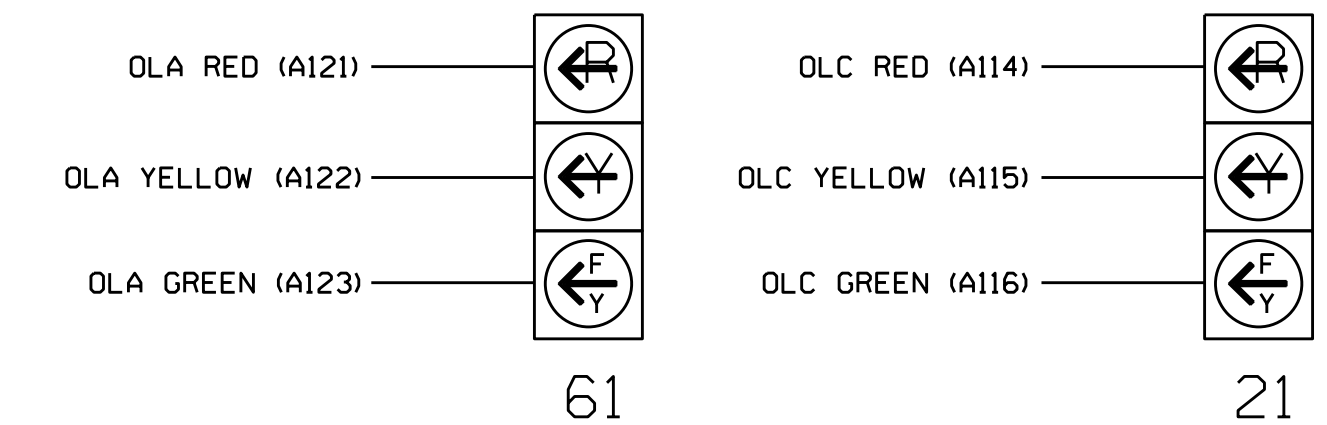 OLA RED (A121)
R
OLA YELLOW (A122)
Y
OLA GREEN (A123)
F
Y
61
OLC RED (A114)
R
OLC YELLOW (A115)
Y
OLC GREEN (A116)
F
Y
21